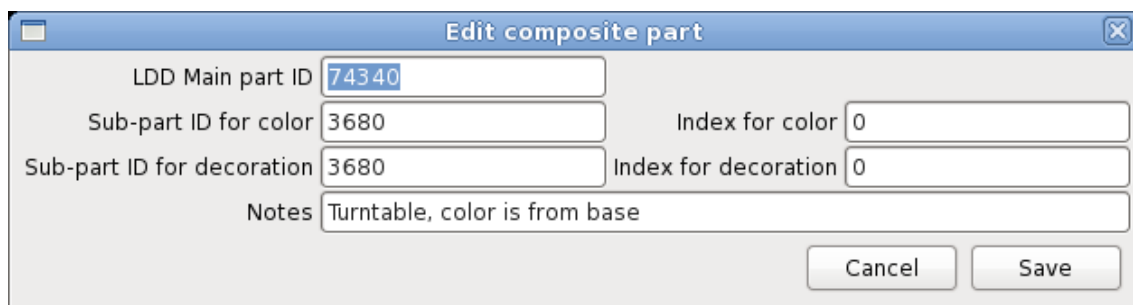 Edit composite part
LDD Main part ID 74340
Sub-part ID for color 3680 Index for color 0
Sub-part ID for decoration 3680 Index for decoration 0
Notes Turntable, color is from base
Cancel Save